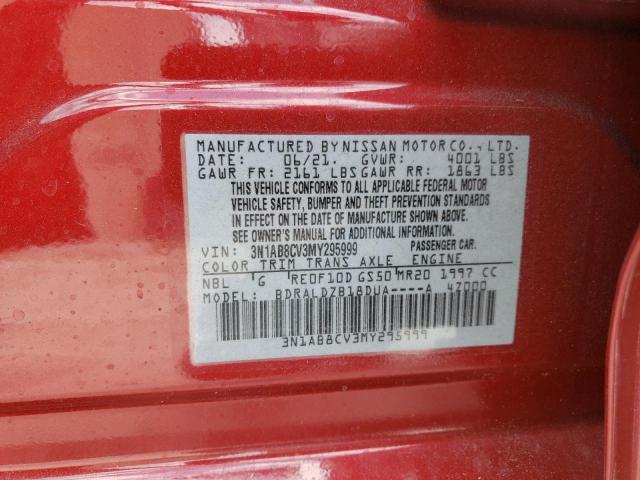 MANUFACTURED BY NISSAN MOTOR CO., LTD.
DATE: 06/21. GVWR: 4001 LBS
GAWR FR: 2161 LBS GAWR RR: 1863 LBS
THIS VEHICLE CONFORMS TO ALL APPLICABLE FEDERAL MOTOR
VEHICLE SAFETY, BUMPER AND THEFT PREVENTION STANDARDS
IN EFFECT ON THE DATE OF MANUFACTURE SHOWN ABOVE.
SEE OWNER'S MANUAL FOR ADDITIONAL INFORMATION.
VIN: 3N1AB8CV3MY295999 PASSENGER CAR.
COLOR TRIM TRANS AXLE ENGINE
NBL G RE0F10D GS50 MR20 1997 CC
MODEL: BDRALDZB18DUA----A 4Z000
3N1AB8CV3MY295999